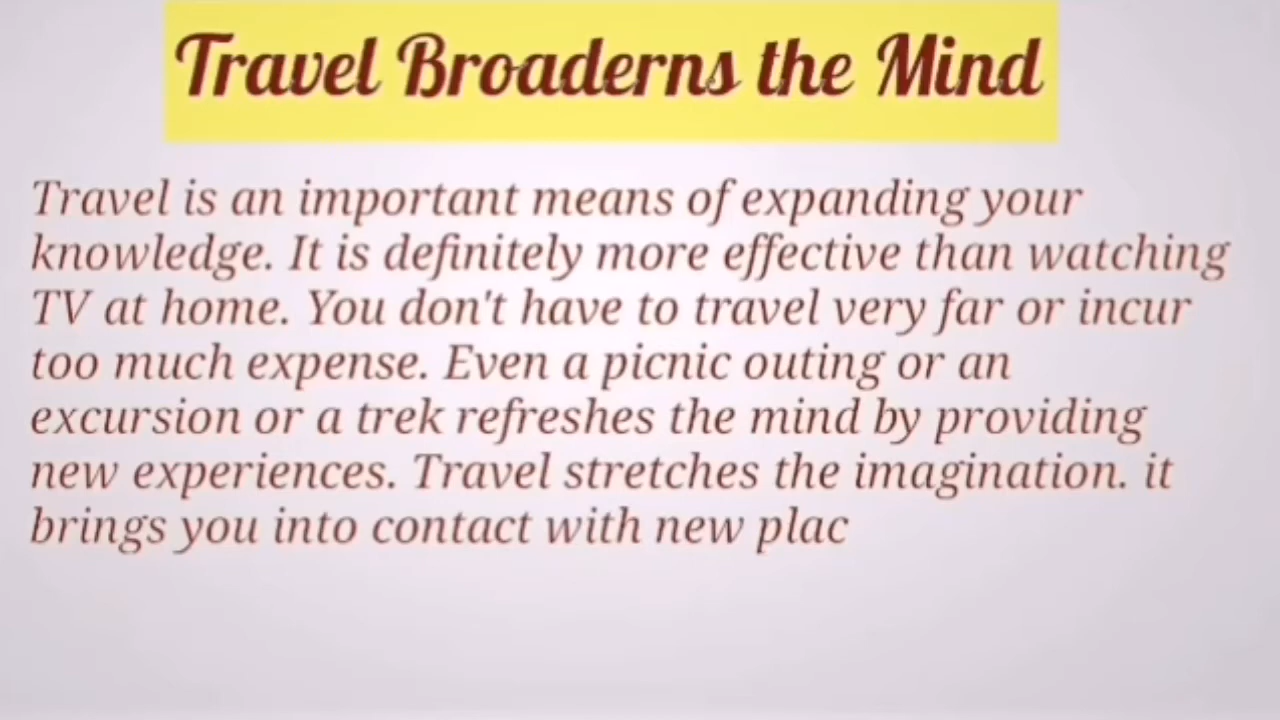 Travel Broaderns the Mind
Travel is an important means of expanding your
knowledge. It is definitely more effective than watching
TV at home. You don't have to travel very far or incur
too much expense. Even a picnic outing or an
excursion or a trek refreshes the mind by providing
new experiences. Travel stretches the imagination. it
brings you into contact with new plac